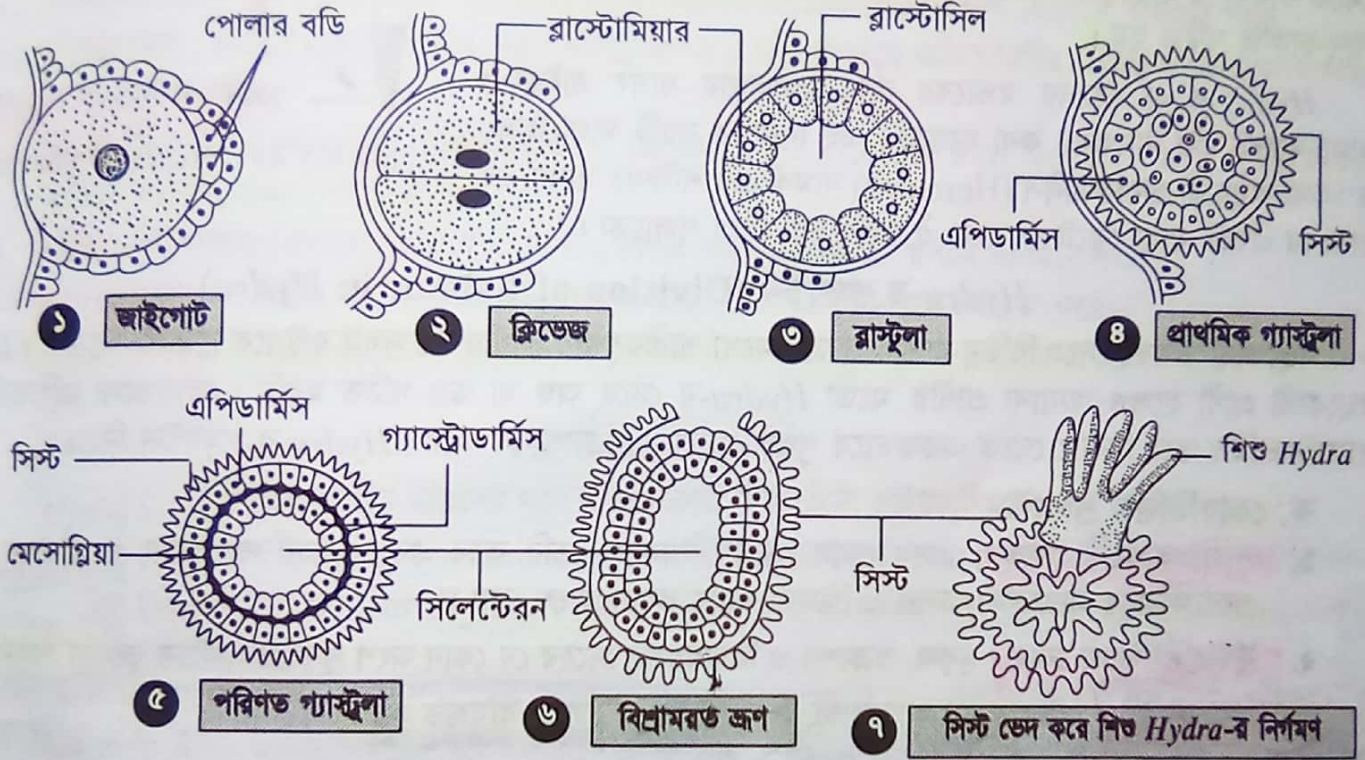 পোলার বডি
ব্লাস্টোমিয়ার
ব্লাস্টোসিল
এপিডার্মিস
সিস্ট
১ জাইগোট
২ ক্লিভেজ
৩ ব্লাস্টুলা
৪ প্রাথমিক গ্যাস্ট্রুলা
এপিডার্মিস
সিস্ট
গ্যাস্ট্রোডার্মিস
মেসোগ্লিয়া
সিলেন্টেরন
সিস্ট
শিশু Hydra
৫ পরিণত গ্যাস্ট্রুলা
৬ বিশ্রামরত ভ্রূণ
৭ সিস্ট ভেদ করে শিশু Hydra-র নির্গমণ